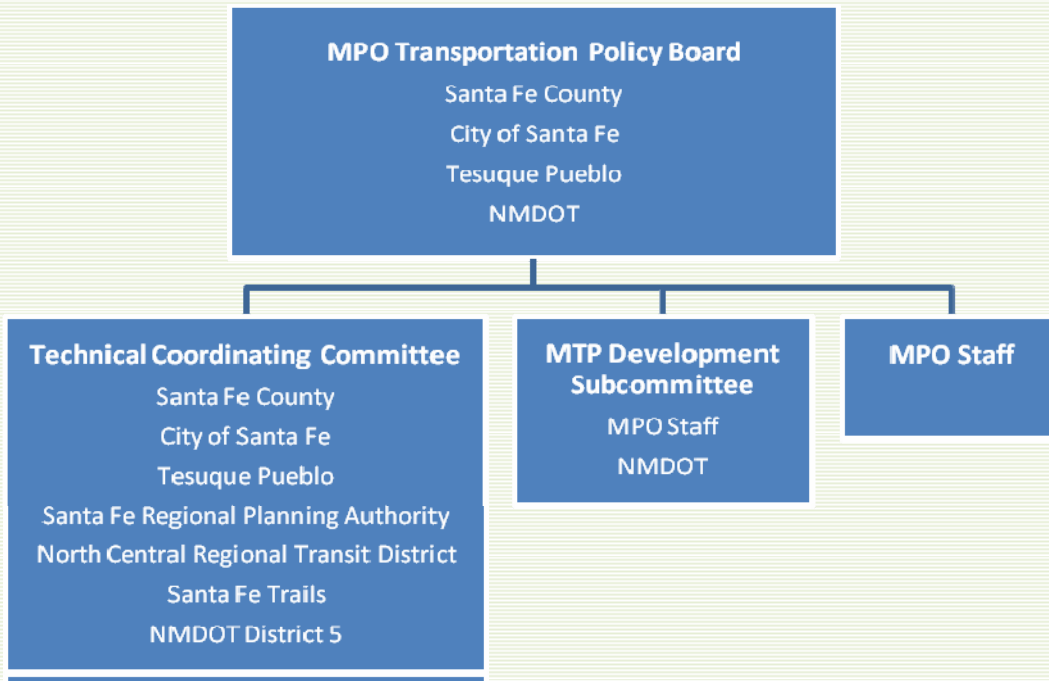 MPO Transportation Policy Board
Santa Fe County
City of Santa Fe
Tesuque Pueblo
NMDOT
Technical Coordinating Committee
Santa Fe County
City of Santa Fe
Tesuque Pueblo
Santa Fe Regional Planning Authority
North Central Regional Transit District
Santa Fe Trails
NMDOT District 5
MTP Development
Subcommittee
MPO Staff
NMDOT
MPO Staff